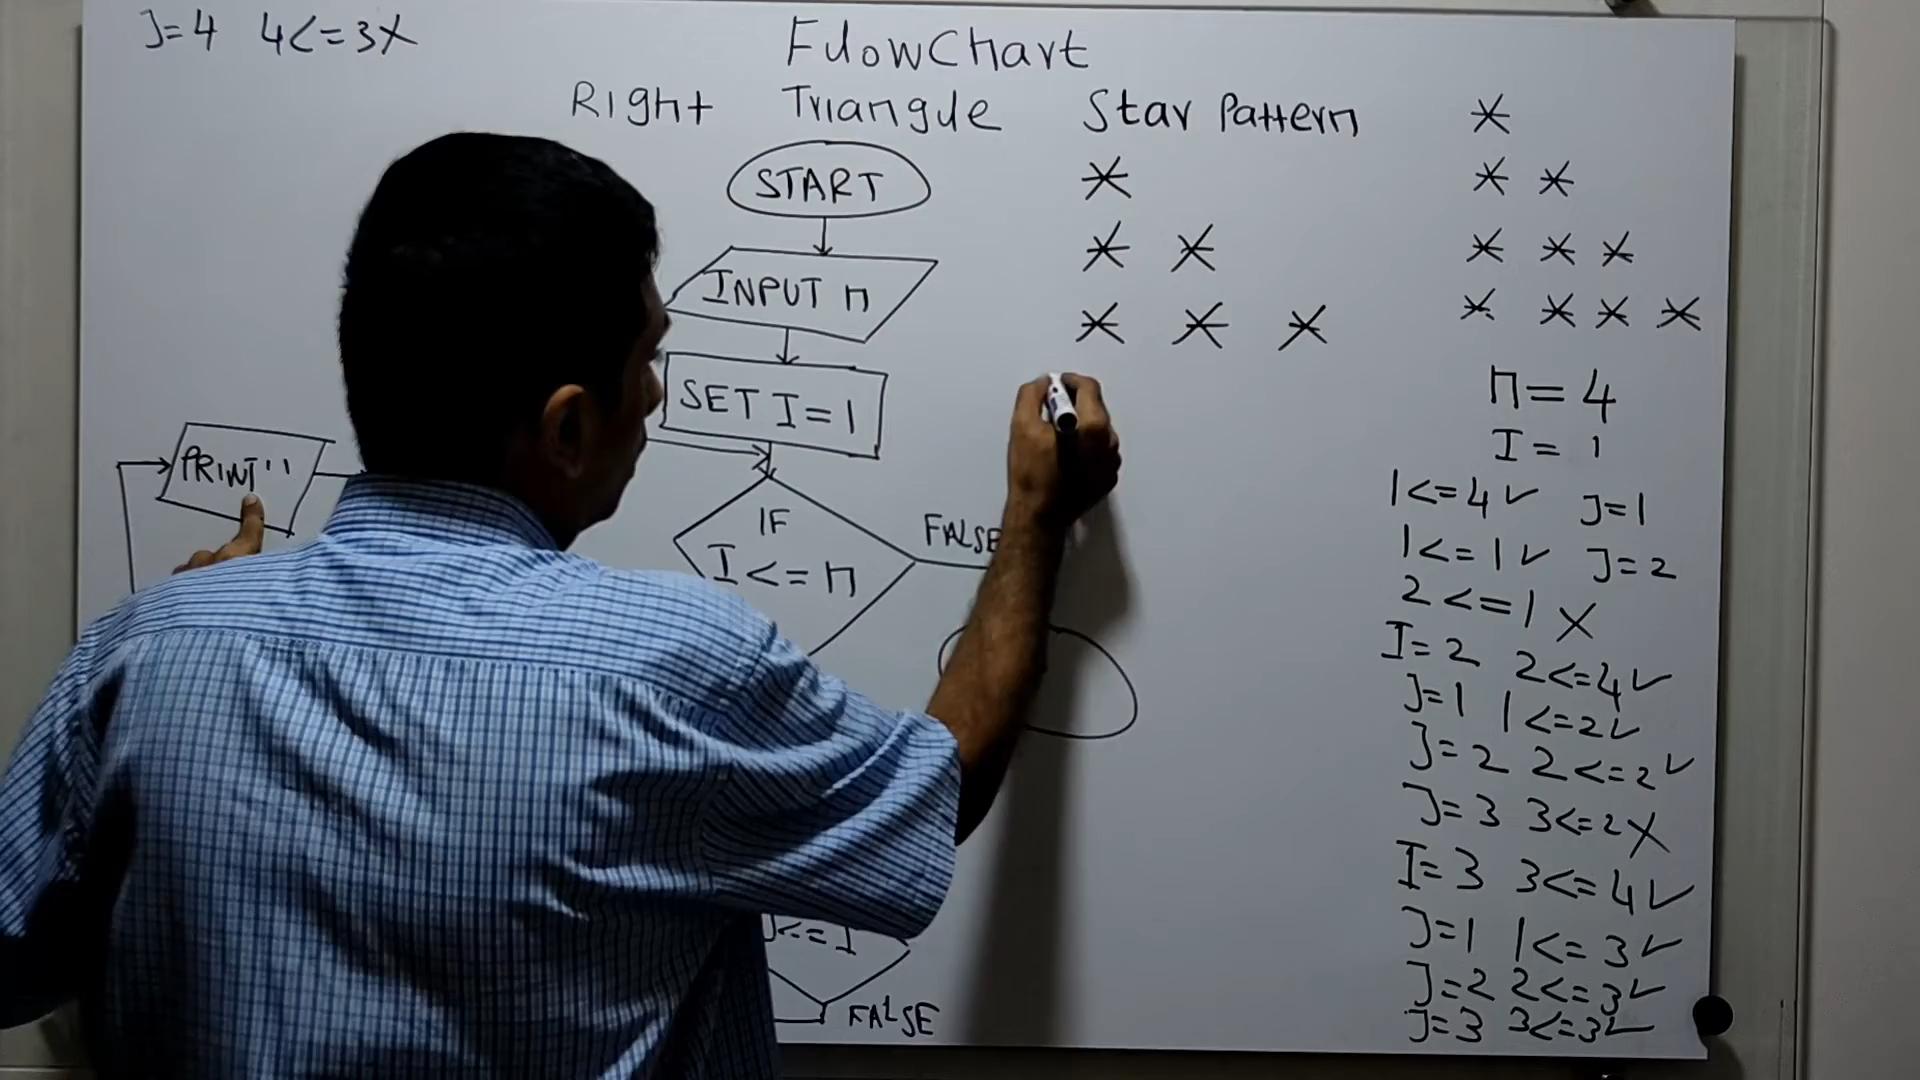 J=4 4<=3X
FlowChart
Right Triangle Star Pattern
*
* *
* * *
*
* *
* * *
* * * *
START
INPUT n
SET I=1
PRINT''
IF
I<=n
FALSE
J<=I
FALSE
n=4
I=1
1<=4✓ J=1
1<=1✓ J=2
2<=1 X
I=2 2<=4✓
J=1 1<=2✓
J=2 2<=2✓
J=3 3<=2X
I=3 3<=4✓
J=1 1<=3✓
J=2 2<=3✓
J=3 3<=3✓